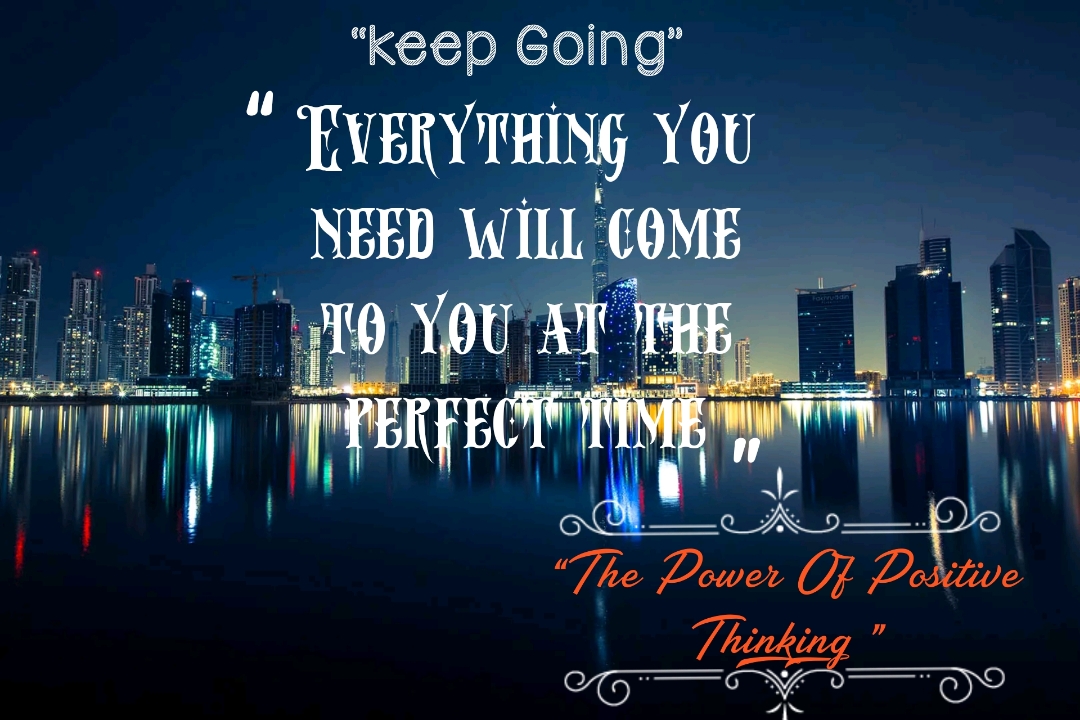 “keep Going”
“ Everything you
need will come
to you at the
perfect time ”
“The Power Of Positive
Thinking ”